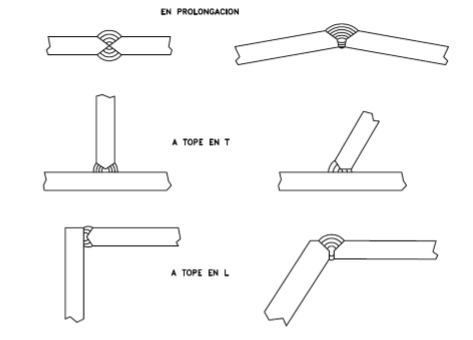 EN PROLONGACION
A TOPE EN T
A TOPE EN L